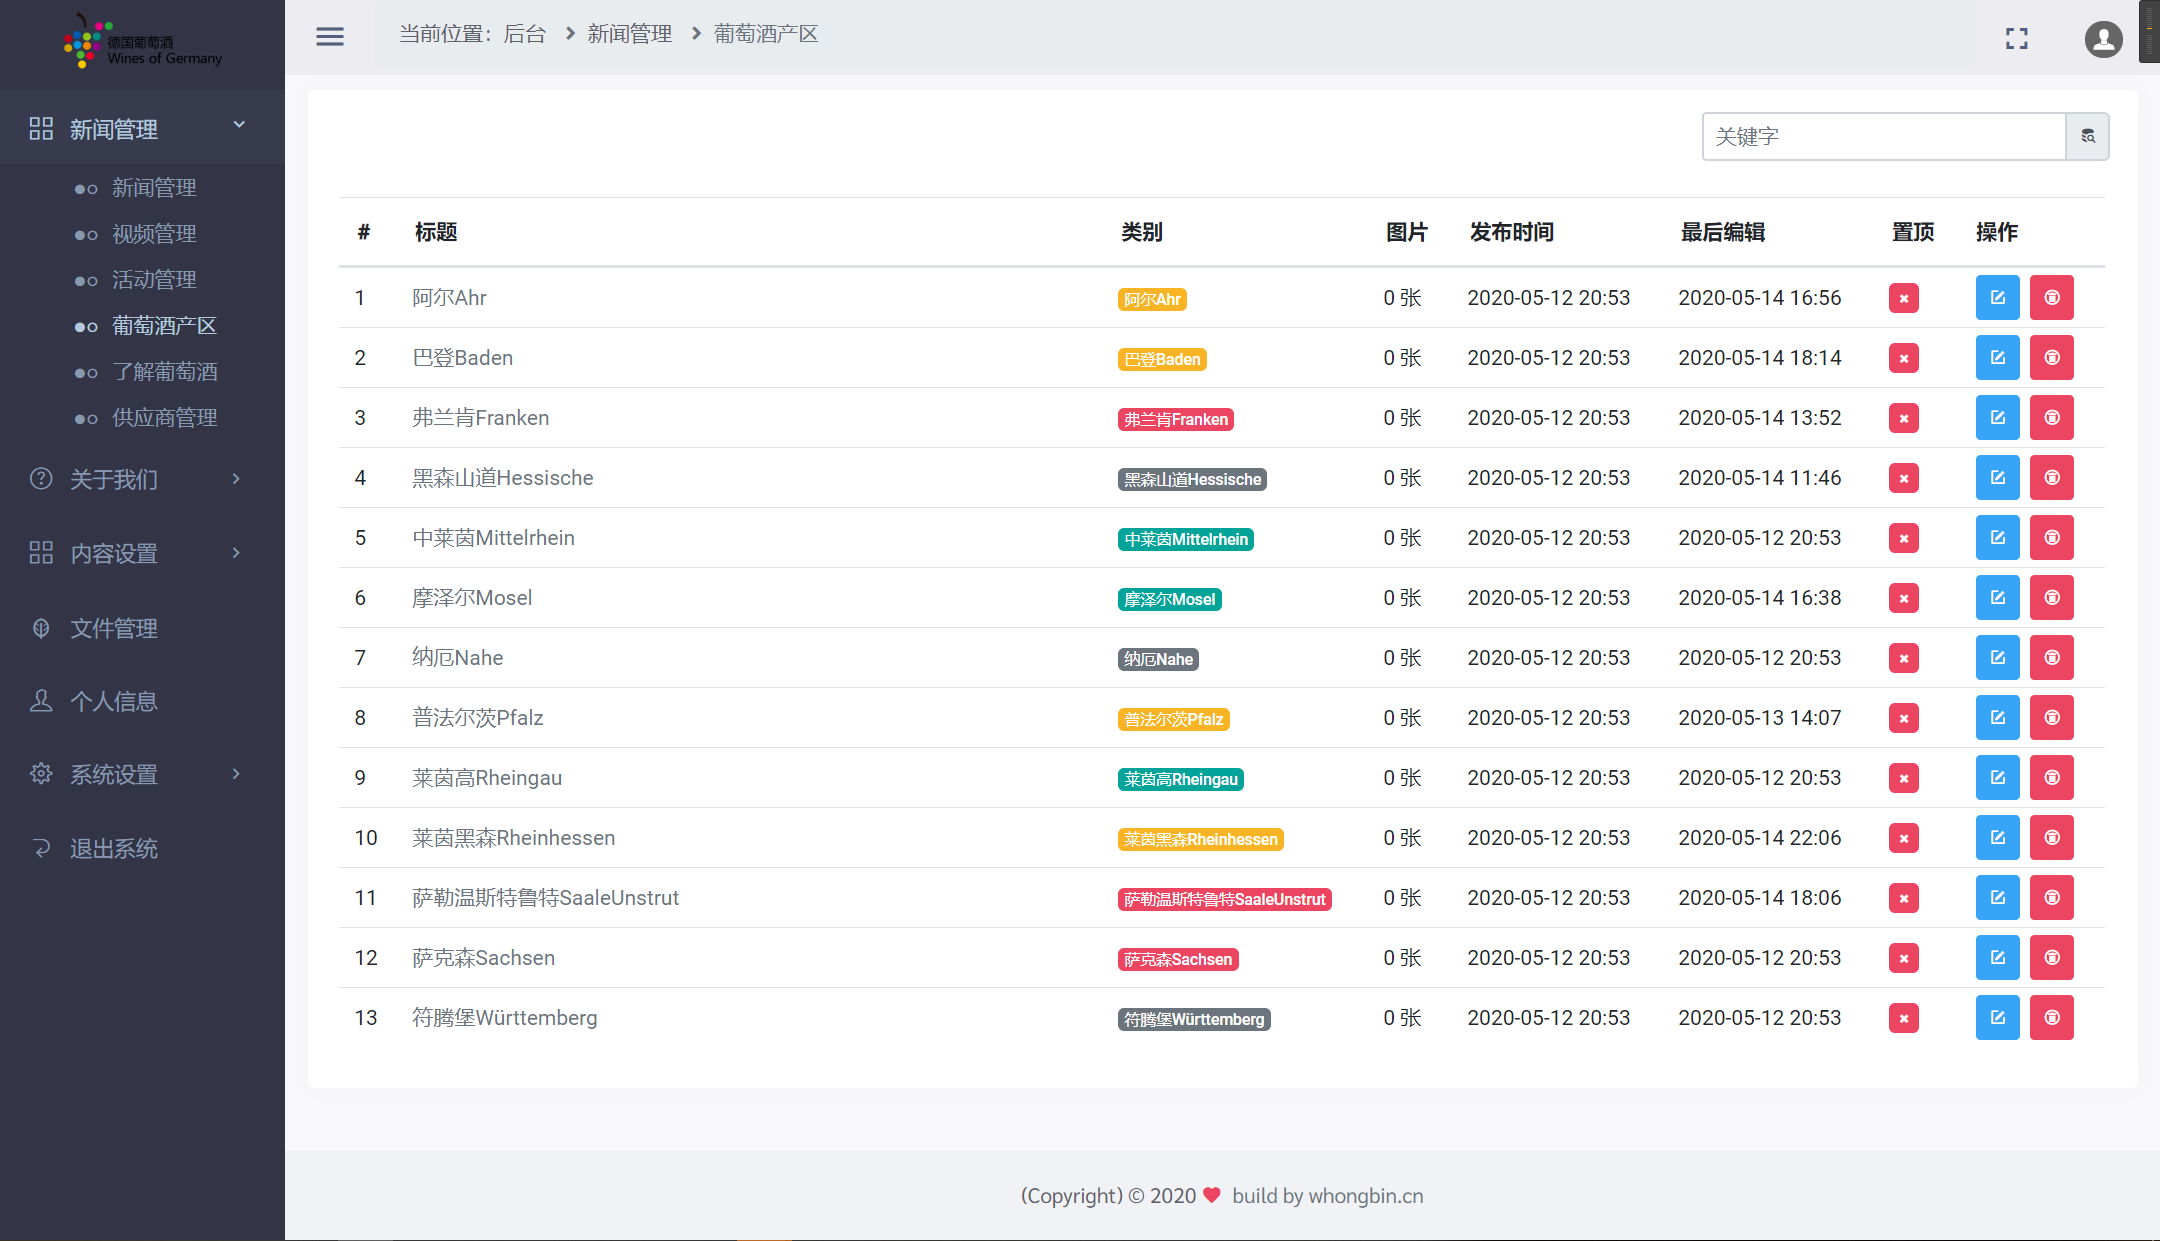 德国葡萄酒
Wines of Germany
新闻管理
新闻管理
视频管理
活动管理
葡萄酒产区
了解葡萄酒
供应商管理
关于我们
内容设置
文件管理
个人信息
系统设置
退出系统
当前位置：后台 > 新闻管理 > 葡萄酒产区
关键字
# 标题 类别 图片 发布时间 最后编辑 置顶 操作
1 阿尔Ahr 阿尔Ahr 0 张 2020-05-12 20:53 2020-05-14 16:56
2 巴登Baden 巴登Baden 0 张 2020-05-12 20:53 2020-05-14 18:14
3 弗兰肯Franken 弗兰肯Franken 0 张 2020-05-12 20:53 2020-05-14 13:52
4 黑森山道Hessische 黑森山道Hessische 0 张 2020-05-12 20:53 2020-05-14 11:46
5 中莱茵Mittelrhein 中莱茵Mittelrhein 0 张 2020-05-12 20:53 2020-05-12 20:53
6 摩泽尔Mosel 摩泽尔Mosel 0 张 2020-05-12 20:53 2020-05-14 16:38
7 纳厄Nahe 纳厄Nahe 0 张 2020-05-12 20:53 2020-05-12 20:53
8 普法尔茨Pfalz 普法尔茨Pfalz 0 张 2020-05-12 20:53 2020-05-13 14:07
9 莱茵高Rheingau 莱茵高Rheingau 0 张 2020-05-12 20:53 2020-05-12 20:53
10 莱茵黑森Rheinhessen 莱茵黑森Rheinhessen 0 张 2020-05-12 20:53 2020-05-14 22:06
11 萨勒温斯特鲁特SaaleUnstrut 萨勒温斯特鲁特SaaleUnstrut 0 张 2020-05-12 20:53 2020-05-14 18:06
12 萨克森Sachsen 萨克森Sachsen 0 张 2020-05-12 20:53 2020-05-12 20:53
13 符腾堡Württemberg 符腾堡Württemberg 0 张 2020-05-12 20:53 2020-05-12 20:53
(Copyright) © 2020 ❤ build by whongbin.cn